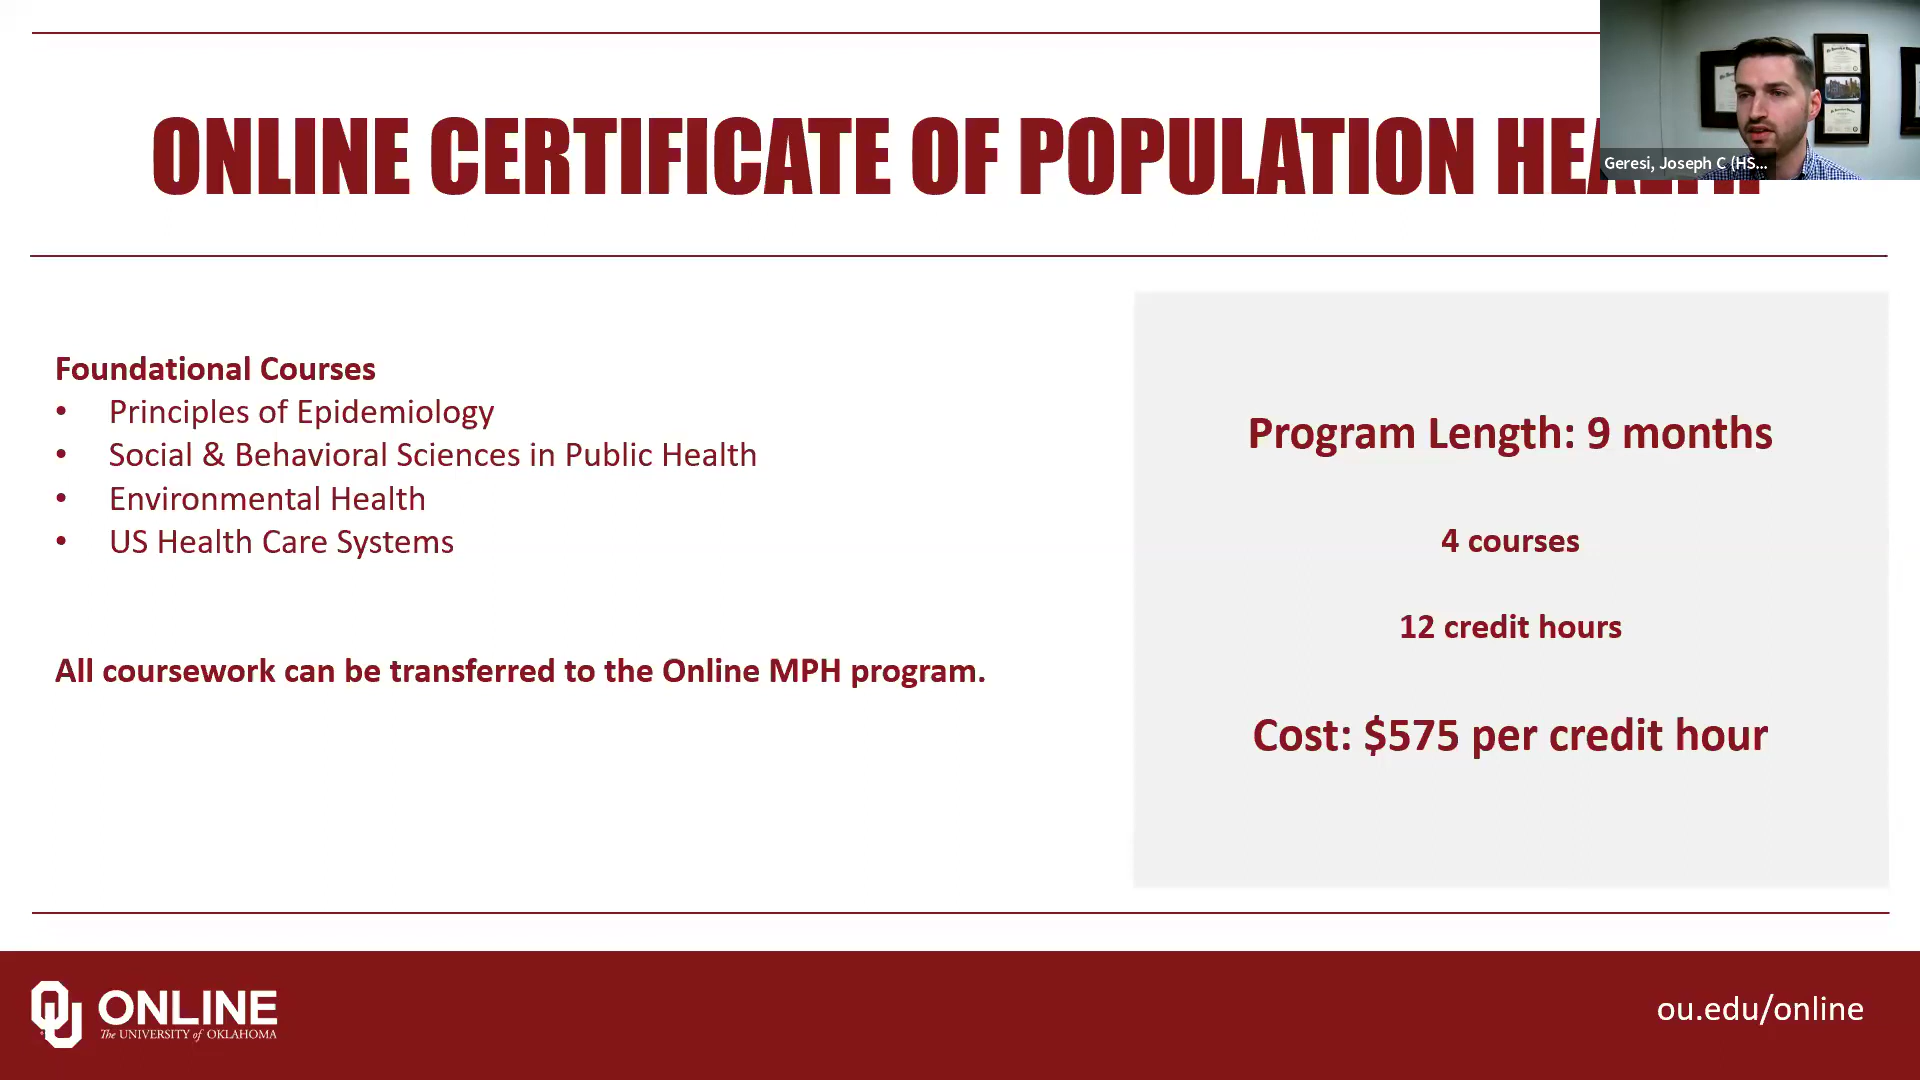 ONLINE CERTIFICATE OF POPULATION HEALTH
Geresi, Joseph C (HS...
Foundational Courses
• Principles of Epidemiology
• Social & Behavioral Sciences in Public Health
• Environmental Health
• US Health Care Systems
All coursework can be transferred to the Online MPH program.
Program Length: 9 months
4 courses
12 credit hours
Cost: $575 per credit hour
OU ONLINE
The UNIVERSITY of OKLAHOMA
ou.edu/online